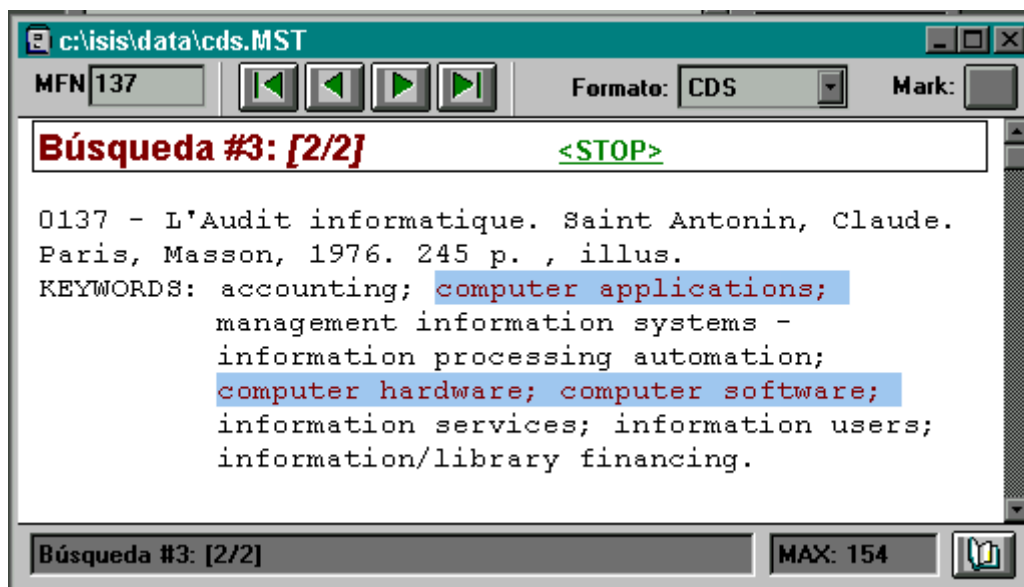 c:\isis\data\cds.MST
MFN 137 Formato: CDS Mark:
Búsqueda #3: [2/2] <STOP>
0137 - L'Audit informatique. Saint Antonin, Claude.
Paris, Masson, 1976. 245 p. , illus.
KEYWORDS: accounting; computer applications;
management information systems -
information processing automation;
computer hardware; computer software;
information services; information users;
information/library financing.
Búsqueda #3: [2/2] MAX: 154